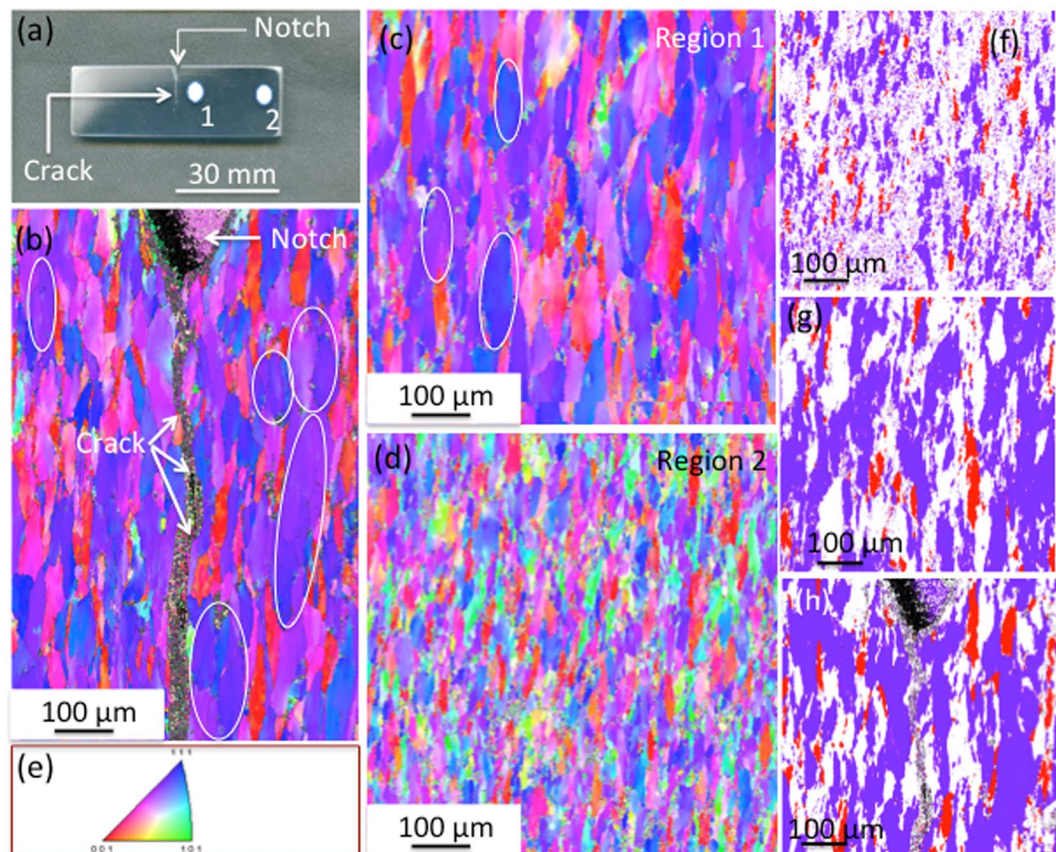 (a)
Notch
1
2
Crack
30 mm
(b)
Notch
Crack
100 µm
(c)
Region 1
100 µm
(d)
Region 2
100 µm
(e)
111
001
101
(f)
100 µm
(g)
100 µm
(h)
100 µm